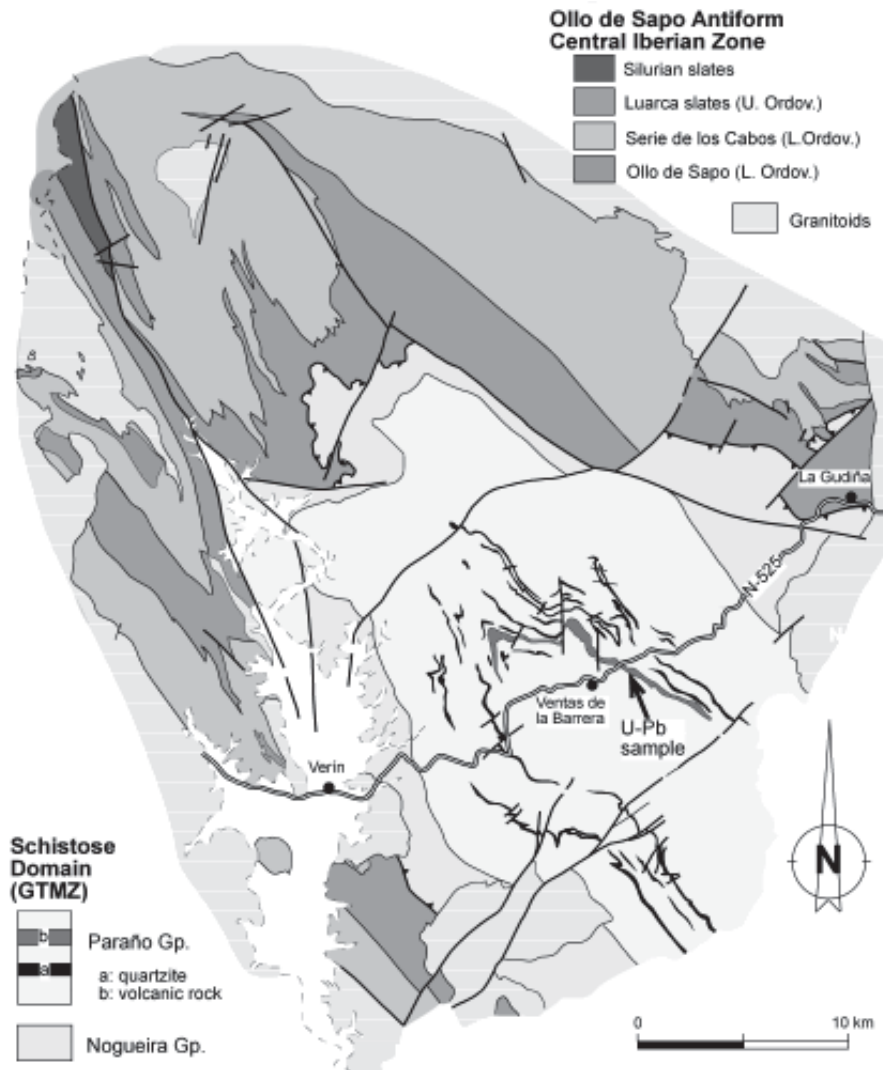 Ollo de Sapo Antiform
Central Iberian Zone
Silurian slates
Luarca slates (U. Ordov.)
Serie de los Cabos (L.Ordov.)
Ollo de Sapo (L. Ordov.)
Granitoids
La Gudiña
N-525
N
Ventas de
la Barrera
U-Pb
sample
Verín
N
Schistose
Domain
(GTMZ)
b
Paraño Gp.
a
a: quartzite
b: volcanic rock
Nogueira Gp.
0
10 km